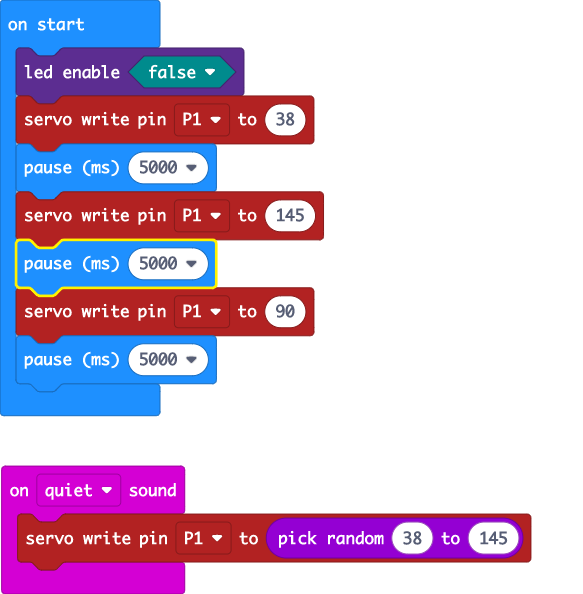 on start
led enable false
servo write pin P1 to 38
pause (ms) 5000
servo write pin P1 to 145
pause (ms) 5000
servo write pin P1 to 90
pause (ms) 5000
on quiet sound
servo write pin P1 to pick random 38 to 145